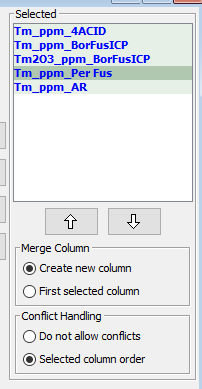 Selected
Tm_ppm_4ACID
Tm_ppm_BorFusICP
Tm2O3_ppm_BorFusICP
Tm_ppm_Per Fus
Tm_ppm_AR
Merge Column
Create new column
First selected column
Conflict Handling
Do not allow conflicts
Selected column order